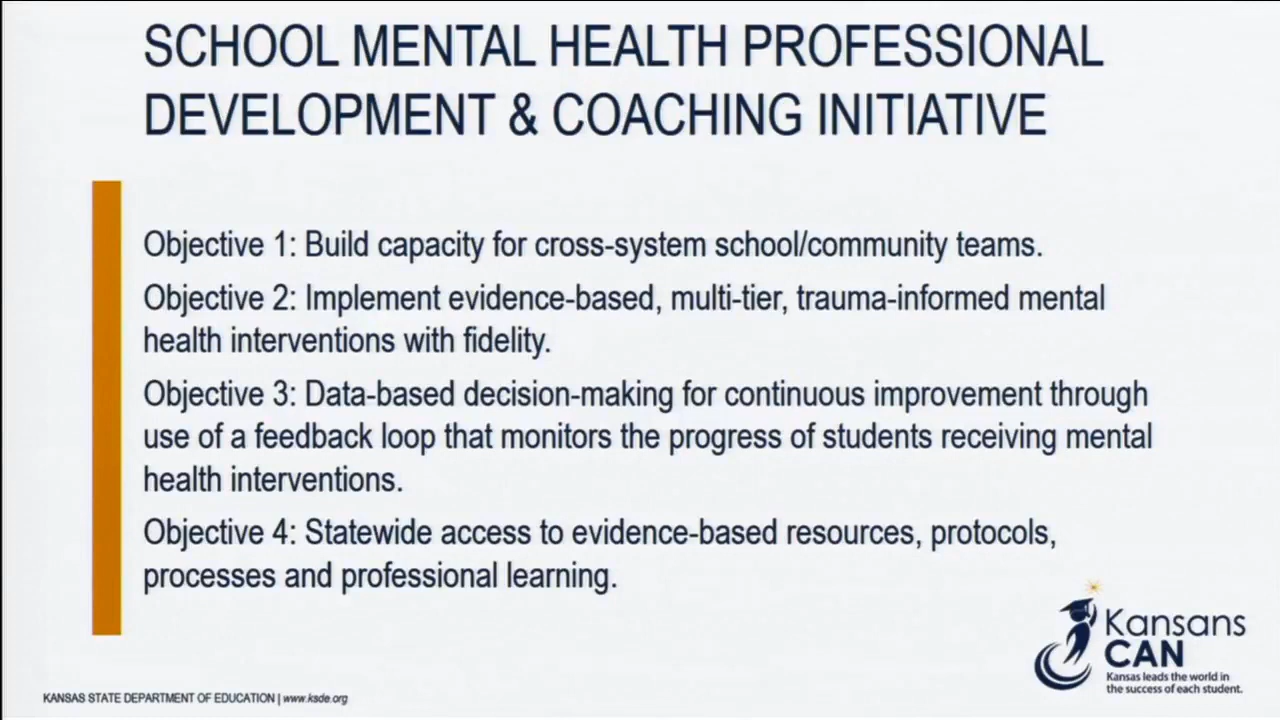 SCHOOL MENTAL HEALTH PROFESSIONAL
DEVELOPMENT & COACHING INITIATIVE
Objective 1: Build capacity for cross-system school/community teams.
Objective 2: Implement evidence-based, multi-tier, trauma-informed mental
health interventions with fidelity.
Objective 3: Data-based decision-making for continuous improvement through
use of a feedback loop that monitors the progress of students receiving mental
health interventions.
Objective 4: Statewide access to evidence-based resources, protocols,
processes and professional learning.
Kansans
CAN
Kansas leads the world in
the success of each student.
KANSAS STATE DEPARTMENT OF EDUCATION | www.ksde.org